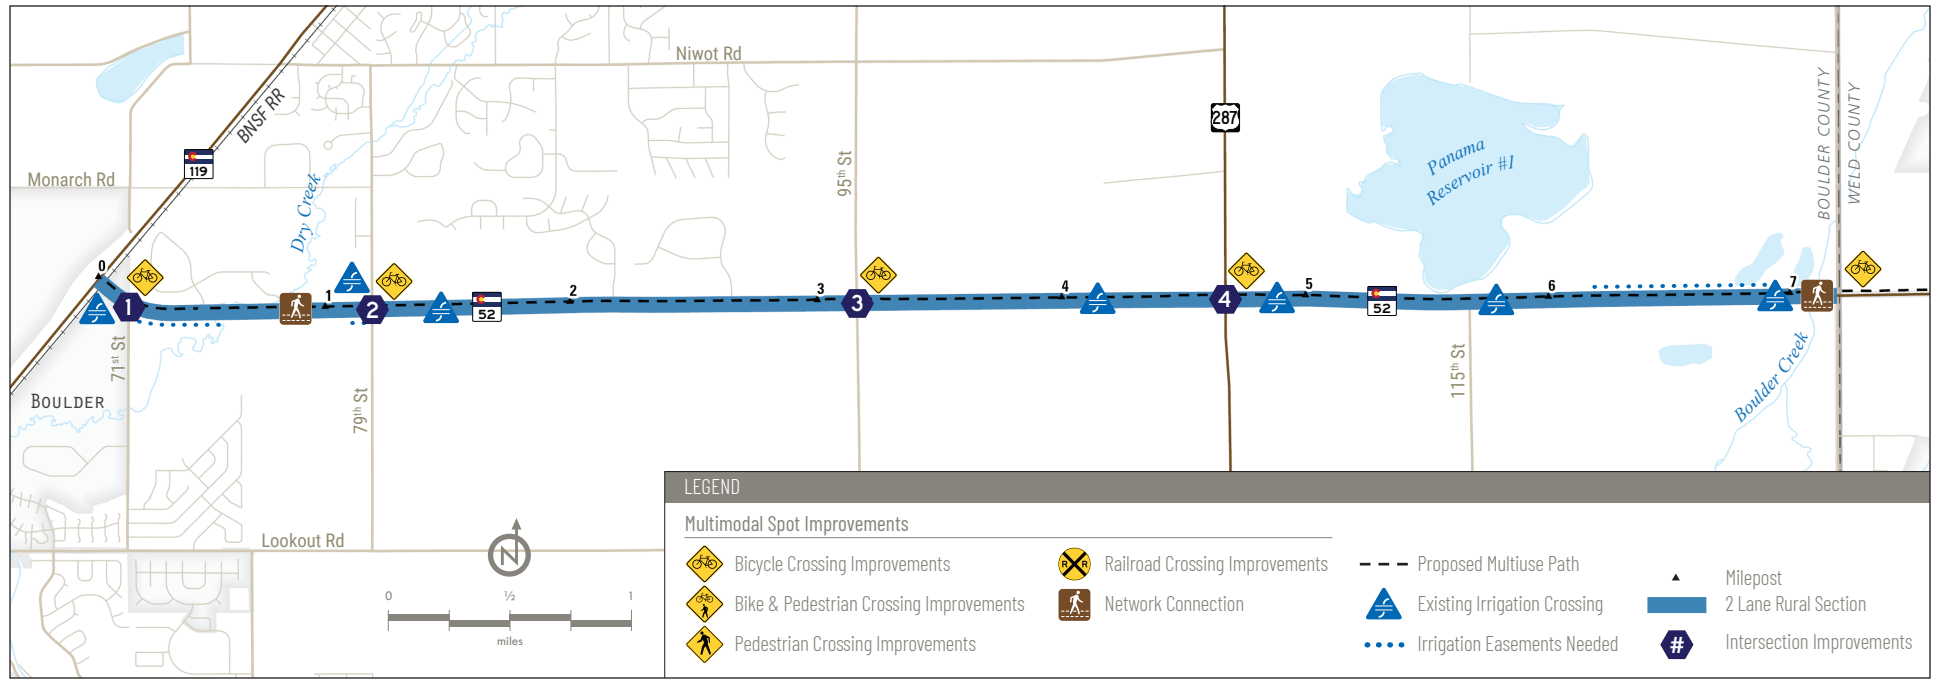 Niwot Rd
BNSF RR
119
Monarch Rd
Dry Creek
95th St
287
Panama
Reservoir #1
BOULDER COUNTY
WELD COUNTY
0
1
2
3
4
5
6
7
1
2
3
4
52
52
71st St
79th St
115th St
Boulder Creek
BOULDER
Lookout Rd
N
0
½
1
miles
LEGEND
Multimodal Spot Improvements
Bicycle Crossing Improvements
Bike & Pedestrian Crossing Improvements
Pedestrian Crossing Improvements
R R
Railroad Crossing Improvements
Network Connection
Proposed Multiuse Path
Existing Irrigation Crossing
Irrigation Easements Needed
Milepost
2 Lane Rural Section
#
Intersection Improvements